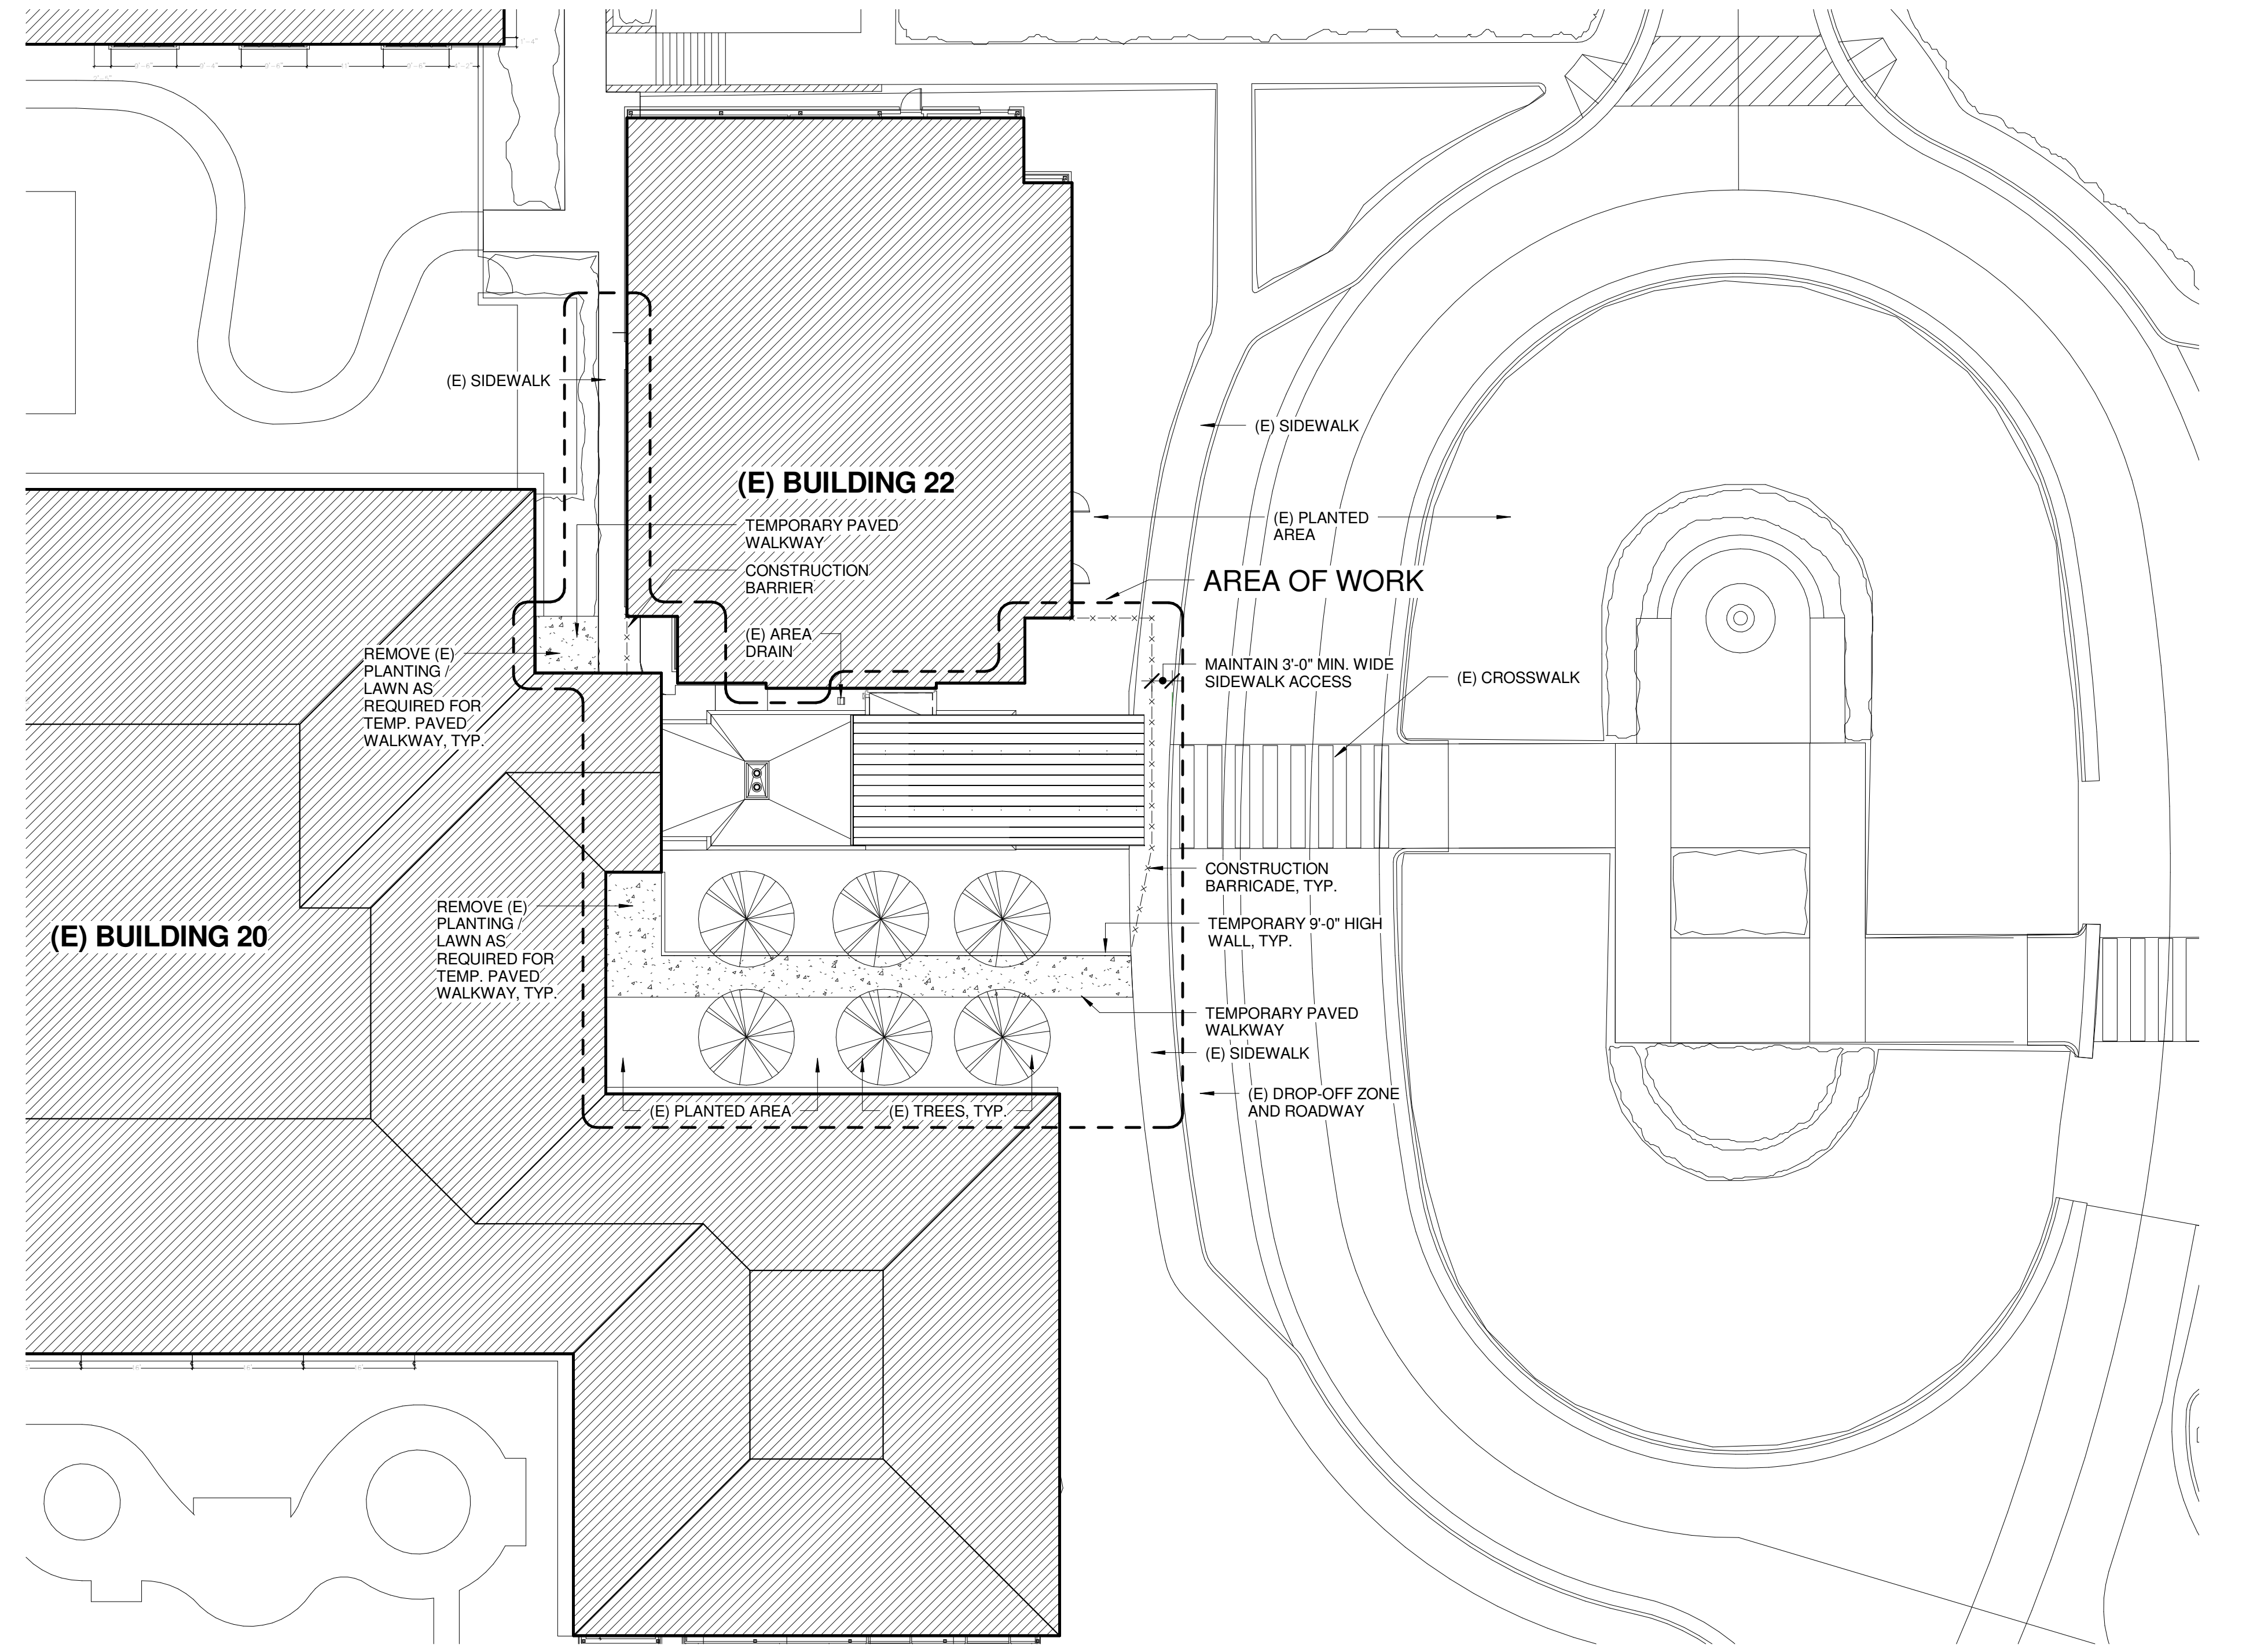 (E) SIDEWALK
(E) SIDEWALK
(E) BUILDING 22
TEMPORARY PAVED
WALKWAY
(E) PLANTED
AREA
CONSTRUCTION
BARRIER
AREA OF WORK
(E) AREA
DRAIN
REMOVE (E)
PLANTING /
LAWN AS
REQUIRED FOR
TEMP. PAVED
WALKWAY, TYP.
MAINTAIN 3'-0" MIN. WIDE
SIDEWALK ACCESS
(E) CROSSWALK
CONSTRUCTION
BARRICADE, TYP.
REMOVE (E)
PLANTING /
LAWN AS
REQUIRED FOR
TEMP. PAVED
WALKWAY, TYP.
(E) BUILDING 20
TEMPORARY 9'-0" HIGH
WALL, TYP.
TEMPORARY PAVED
WALKWAY
(E) SIDEWALK
(E) DROP-OFF ZONE
AND ROADWAY
(E) PLANTED AREA
(E) TREES, TYP.